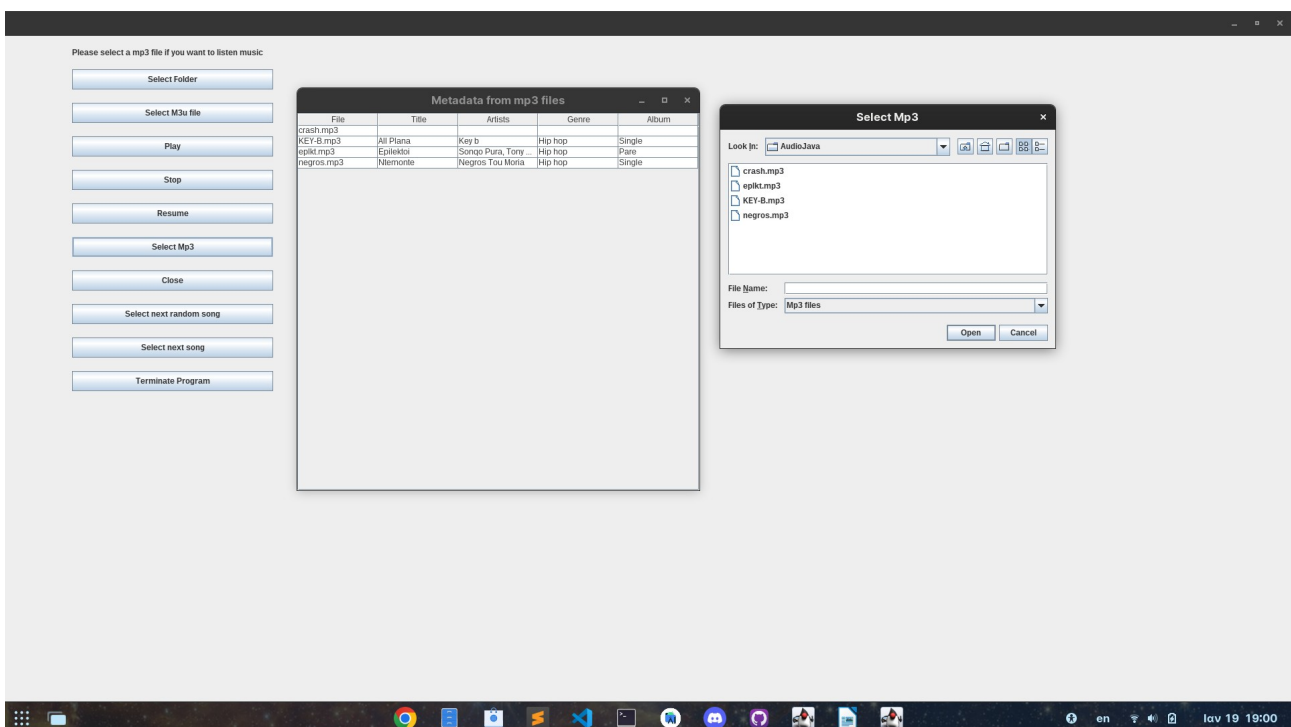 Please select a mp3 file if you want to listen music
Select Folder
Select M3u file
Play
Stop
Resume
Select Mp3
Close
Select next random song
Select next song
Terminate Program
Metadata from mp3 files
File Title Artists Genre Album
crash.mp3
KEY-B.mp3 All Plana Key b Hip hop Single
eplkt.mp3 Epilektoi Sonqo Pura, Tony ... Hip hop Pare
negros.mp3 Ntemonte Negros Tou Moria Hip hop Single
Select Mp3
Look In: AudioJava
crash.mp3
eplkt.mp3
KEY-B.mp3
negros.mp3
File Name:
Files of Type: Mp3 files
Open Cancel
en Ιαν 19 19:00